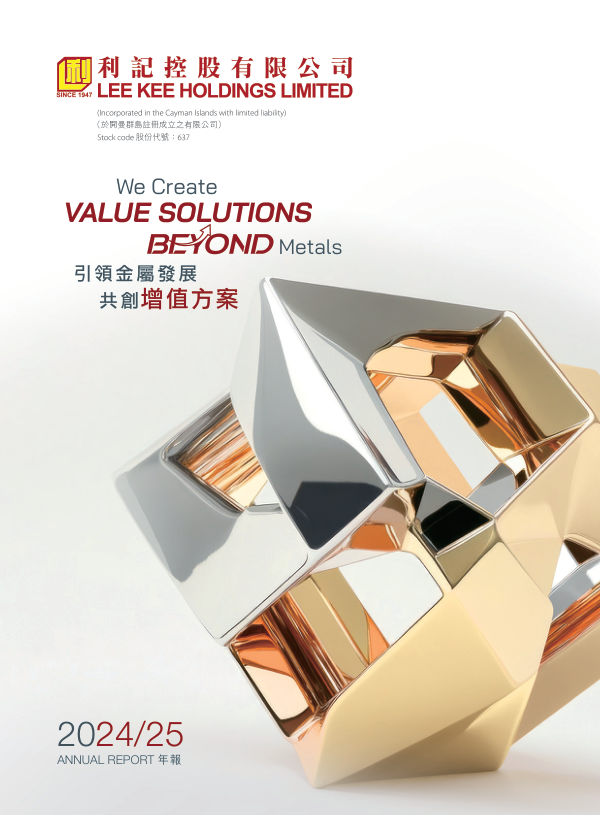 利
SINCE 1947
利記控股有限公司
LEE KEE HOLDINGS LIMITED
(Incorporated in the Cayman Islands with limited liability)
(於開曼群島註冊成立之有限公司)
Stock code 股份代號：637
We Create
VALUE SOLUTIONS
BEYOND Metals
引領金屬發展
共創增值方案
2024/25
ANNUAL REPORT 年報